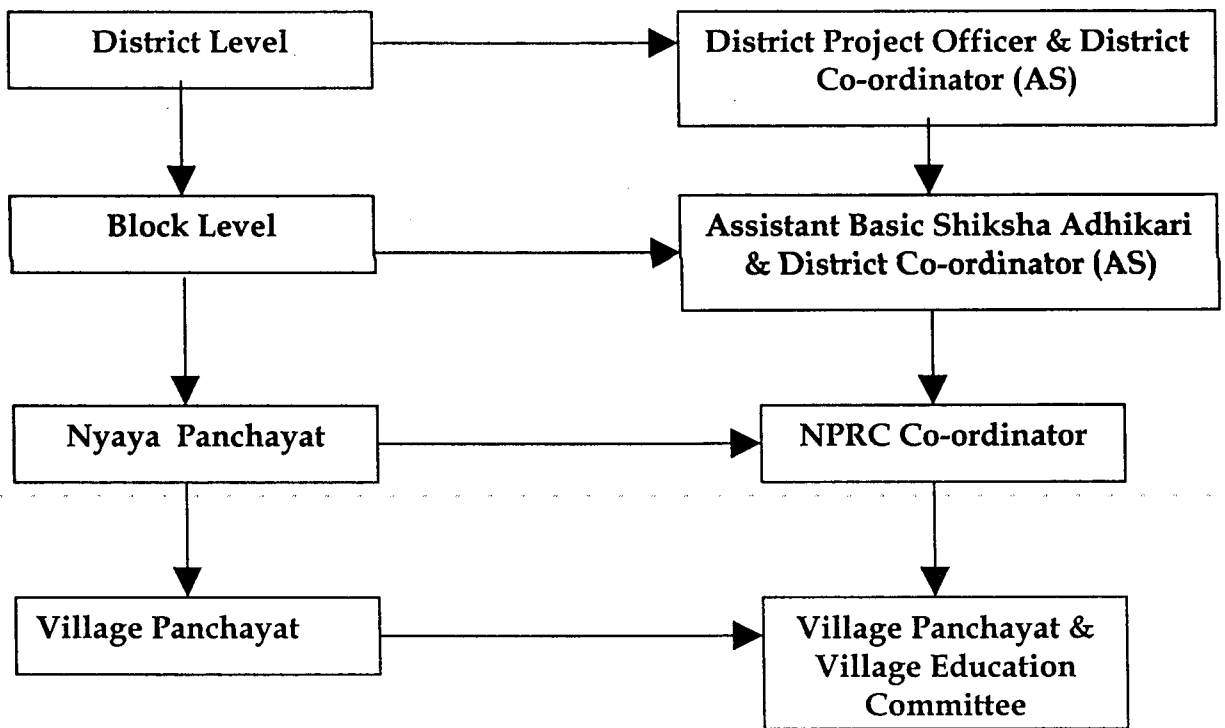 District Level
District Project Officer & District
Co-ordinator (AS)
Block Level
Assistant Basic Shiksha Adhikari
& District Co-ordinator (AS)
Nyaya Panchayat
NPRC Co-ordinator
Village Panchayat
Village Panchayat &
Village Education
Committee